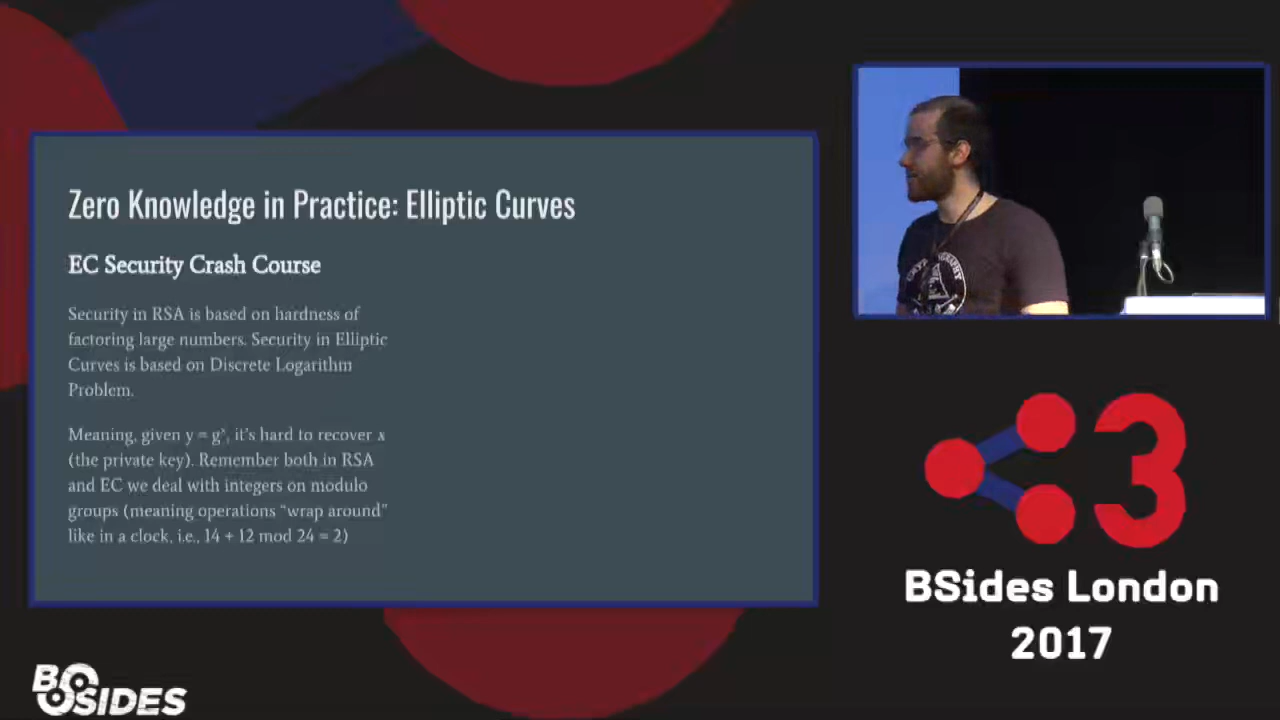 Zero Knowledge in Practice: Elliptic Curves
EC Security Crash Course
Security in RSA is based on hardness of
factoring large numbers. Security in Elliptic
Curves is based on Discrete Logarithm
Problem.
Meaning, given y = gˣ, it's hard to recover x
(the private key). Remember both in RSA
and EC we deal with integers on modulo
groups (meaning operations “wrap around”
like in a clock, i.e., 14 + 12 mod 24 = 2)
3
BSides London
2017
BSIDES